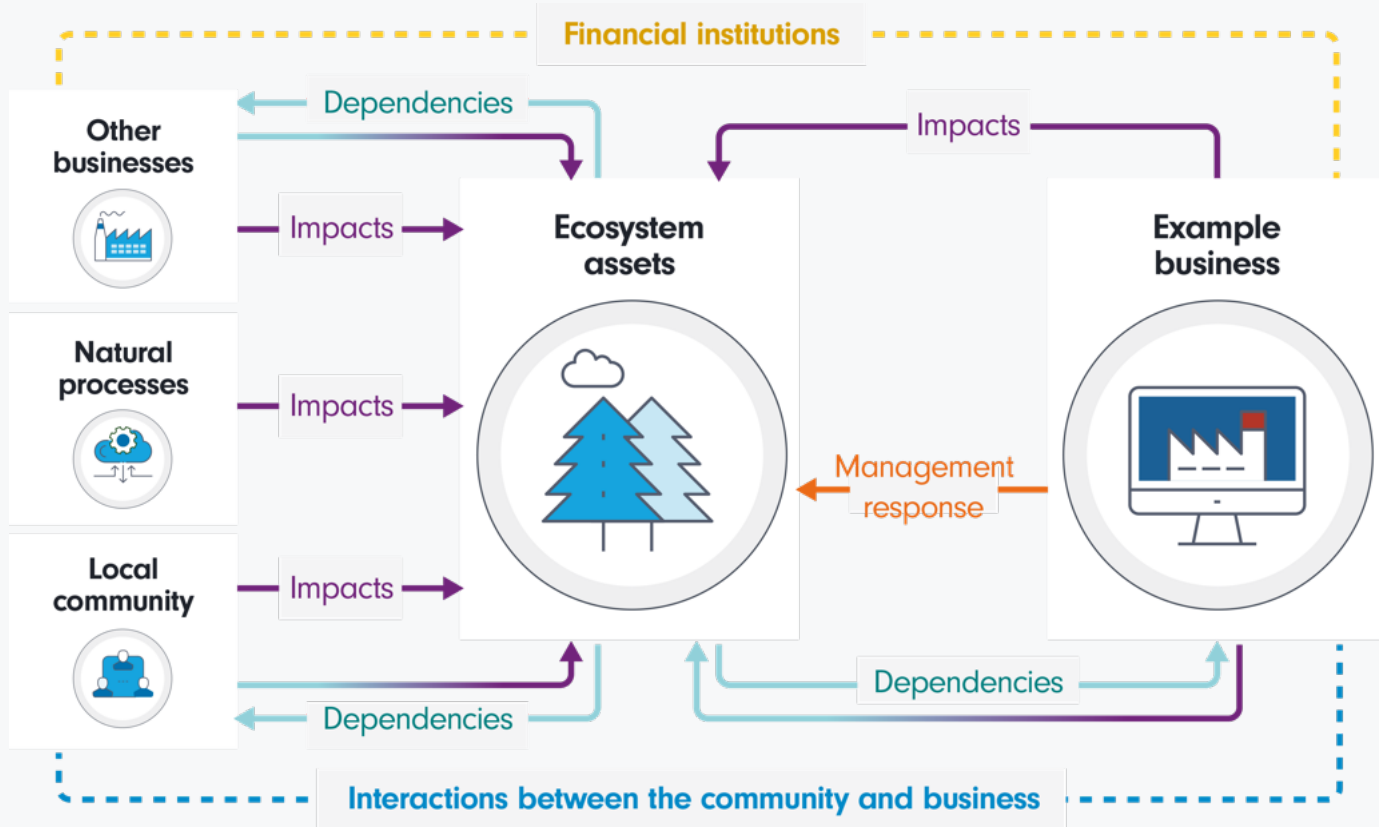 Financial institutions
Dependencies
Impacts
Other
businesses
Impacts
Ecosystem
assets
Example
business
Natural
processes
Impacts
Management
response
Local
community
Impacts
Dependencies
Dependencies
Interactions between the community and business